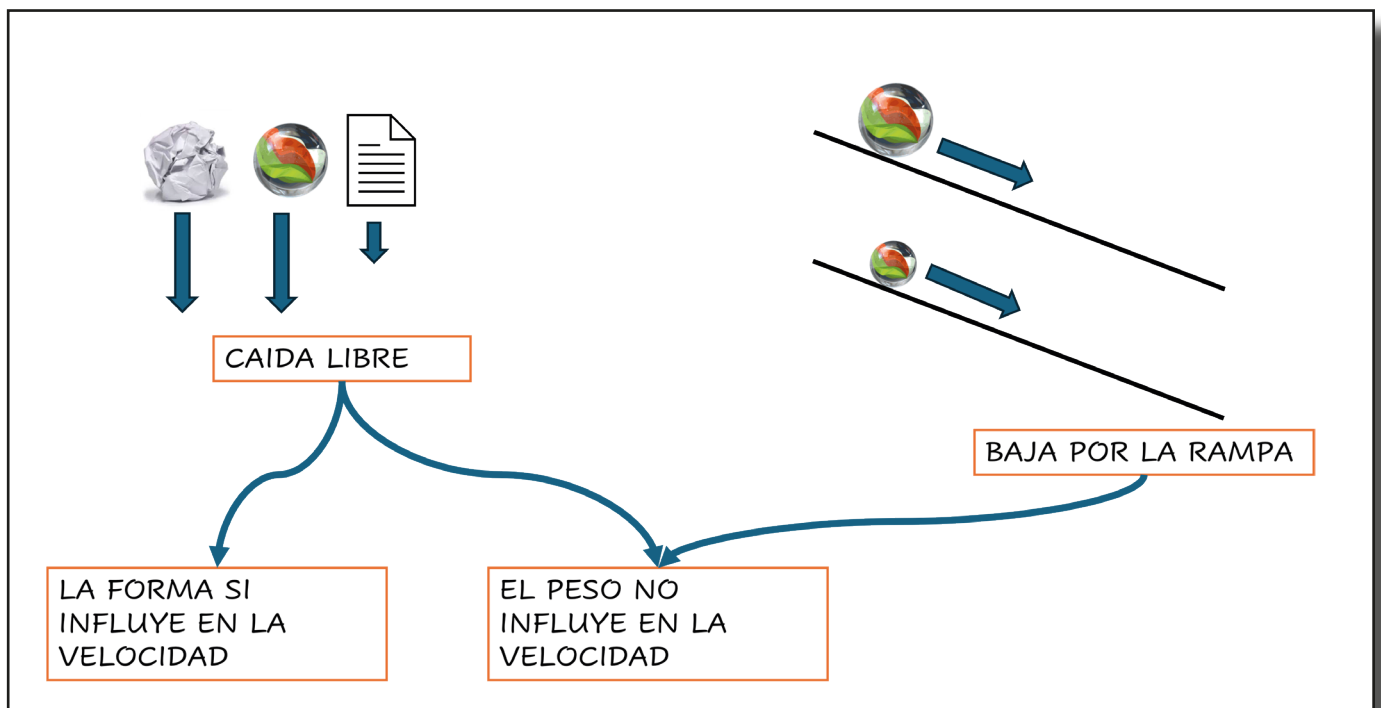 CAIDA LIBRE
BAJA POR LA RAMPA
LA FORMA SI
INFLUYE EN LA
VELOCIDAD
EL PESO NO
INFLUYE EN LA
VELOCIDAD